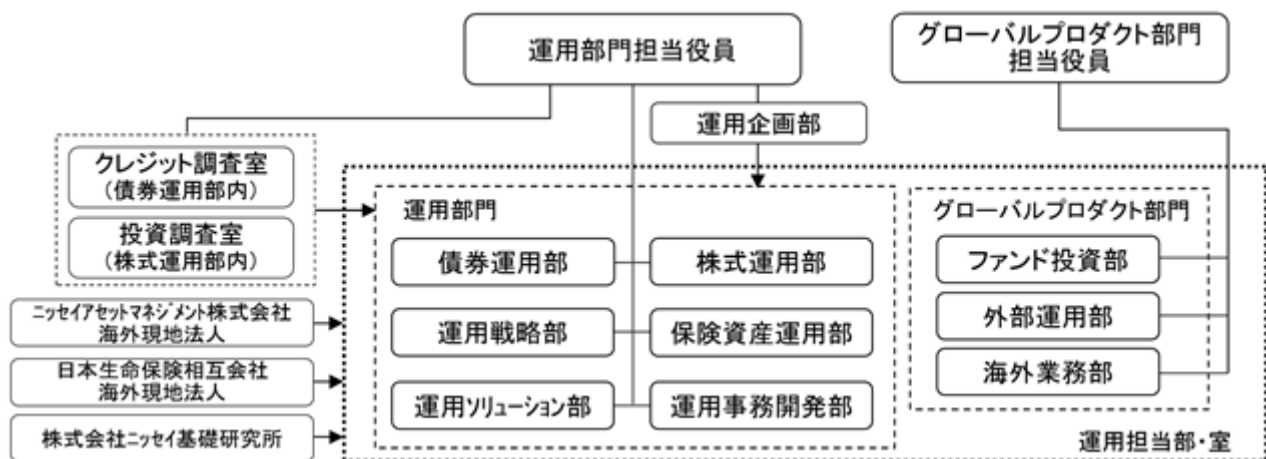 運用部門担当役員
グローバルプロダクト部門
担当役員
運用企画部
クレジット調査室
(債券運用部内)
投資調査室
(株式運用部内)
運用部門
債券運用部
株式運用部
運用戦略部
保険資産運用部
運用ソリューション部
運用事務開発部
グローバルプロダクト部門
ファンド投資部
外部運用部
海外業務部
ニッセイアセットマネジメント株式会社
海外現地法人
日本生命保険相互会社
海外現地法人
株式会社ニッセイ基礎研究所
運用担当部・室